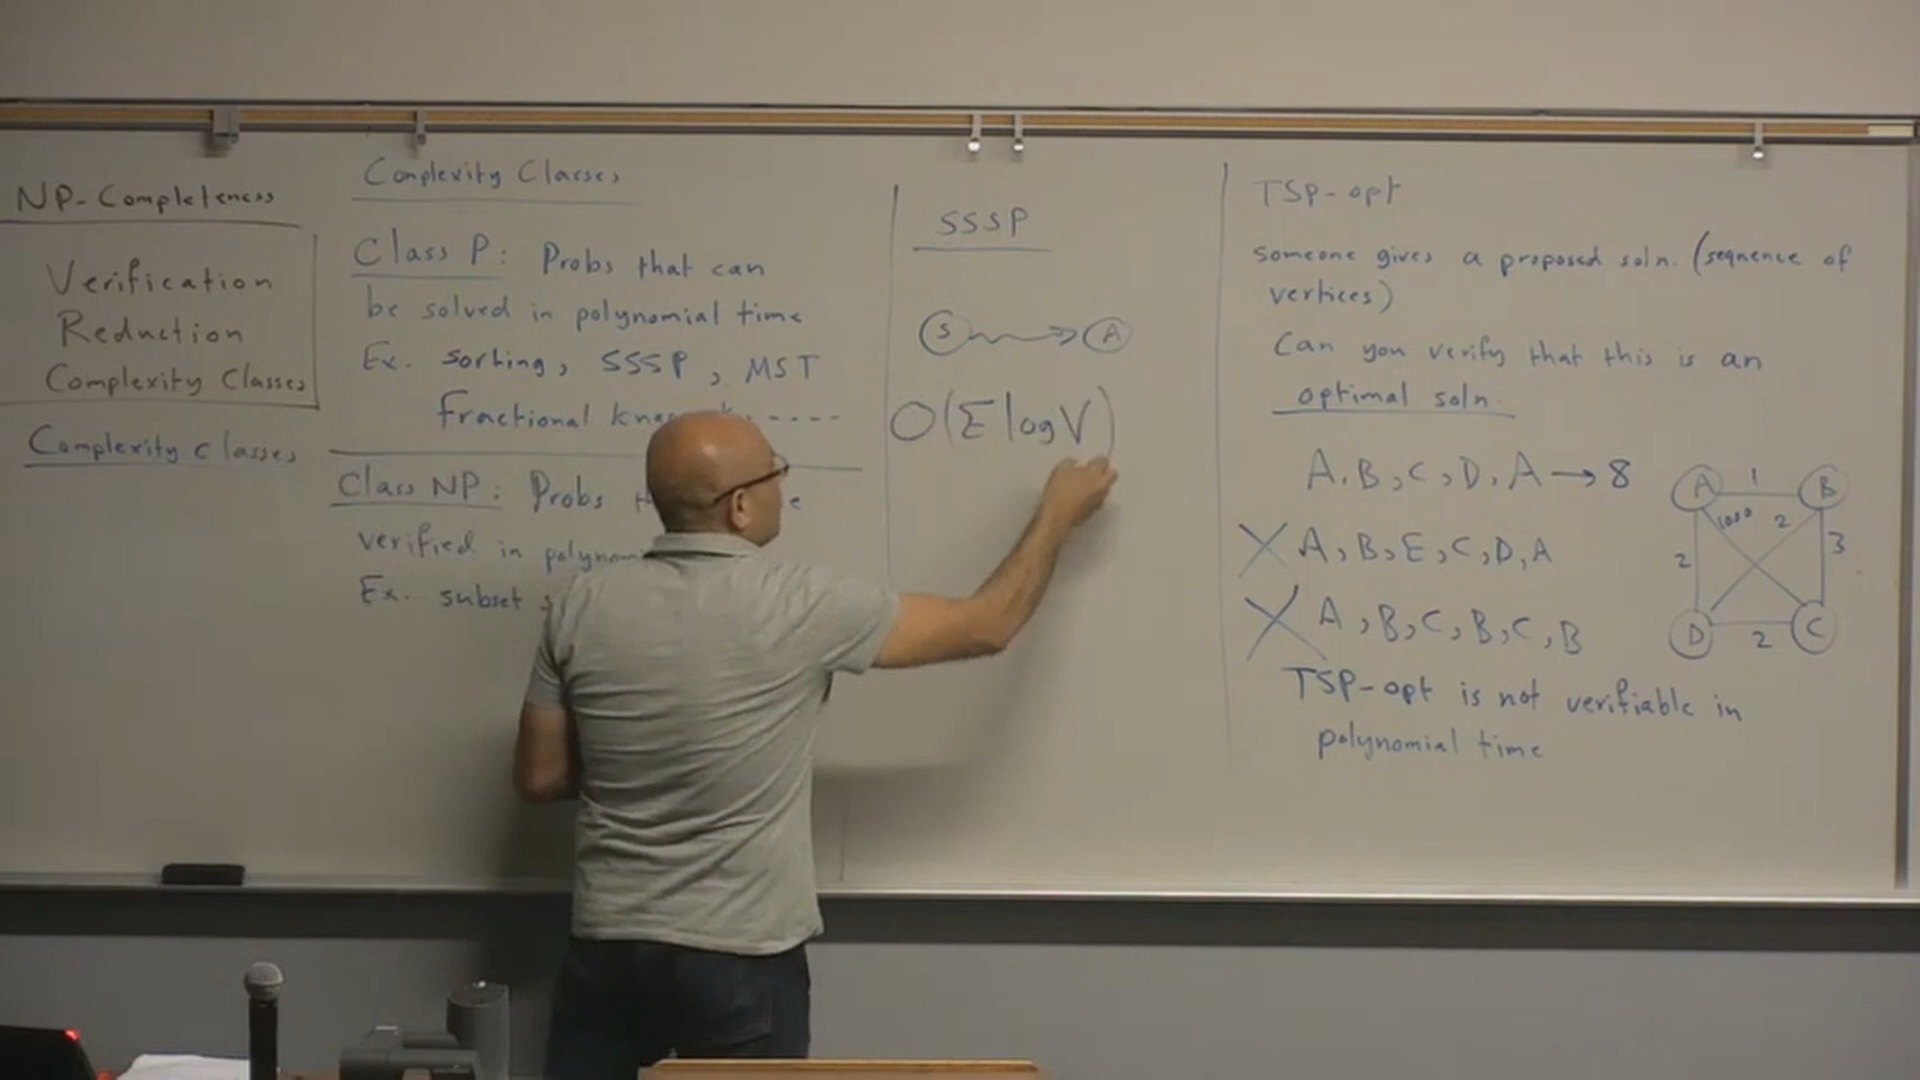 NP-Completeness
Verification
Reduction
Complexity Classes
Complexity classes
Complexity Classes
Class P: Probs that can
be solved in polynomial time
Ex. sorting, SSSP, MST
Fractional ----
Class NP: Probs
verified in
Ex. subset
SSSP
S A
O(E log V)
TSP-opt
someone gives a proposed soln. (sequence of
vertices)
Can you verify that this is an
optimal soln.
A, B, C, D, A → 8
X A, B, E, C, D, A
X A, B, C, B, C, B
TSP-opt is not verifiable in
polynomial time
A 1 B
1000 2
2 3
D 2 C